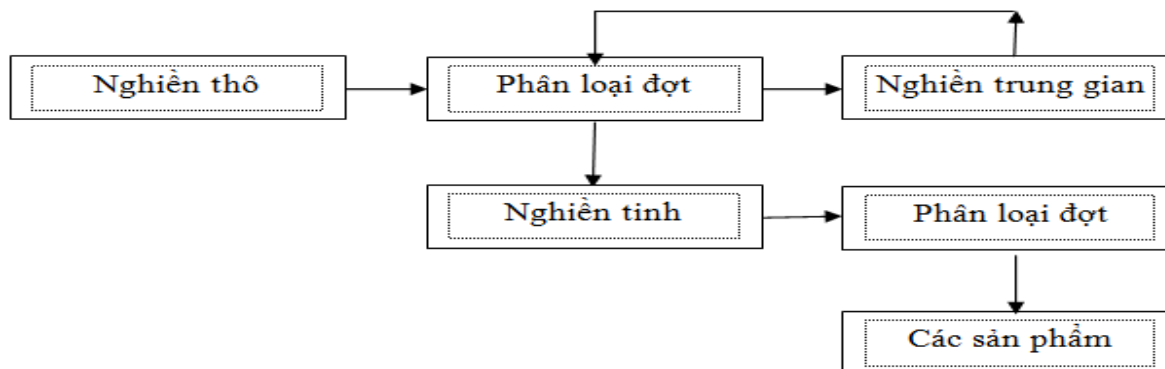 Nghiền thô
Phân loại đợt
Nghiền trung gian
Nghiền tinh
Phân loại đợt
Các sản phẩm